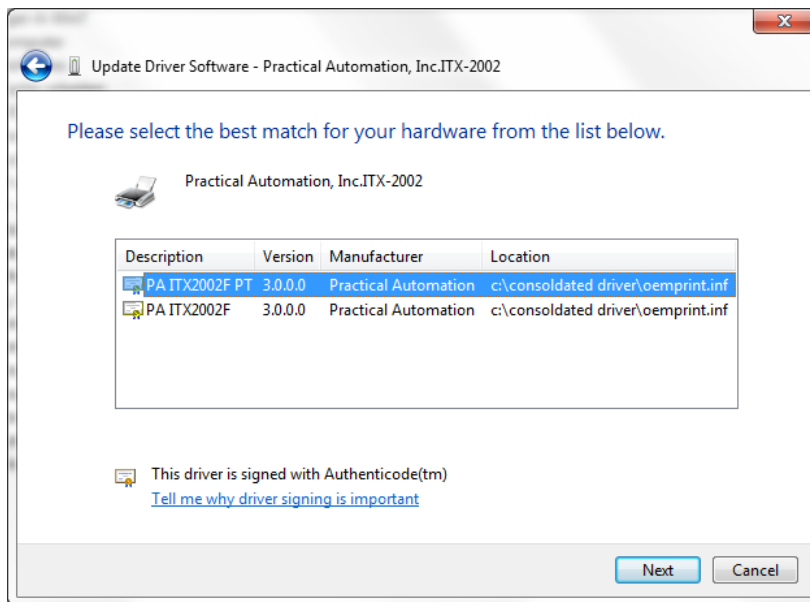 Update Driver Software - Practical Automation, Inc.ITX-2002
Please select the best match for your hardware from the list below.
Practical Automation, Inc.ITX-2002
Description Version Manufacturer Location
PA ITX2002F PT 3.0.0.0 Practical Automation c:\consoldated driver\oemprint.inf
PA ITX2002F 3.0.0.0 Practical Automation c:\consoldated driver\oemprint.inf
This driver is signed with Authenticode(tm)
Tell me why driver signing is important
Next Cancel